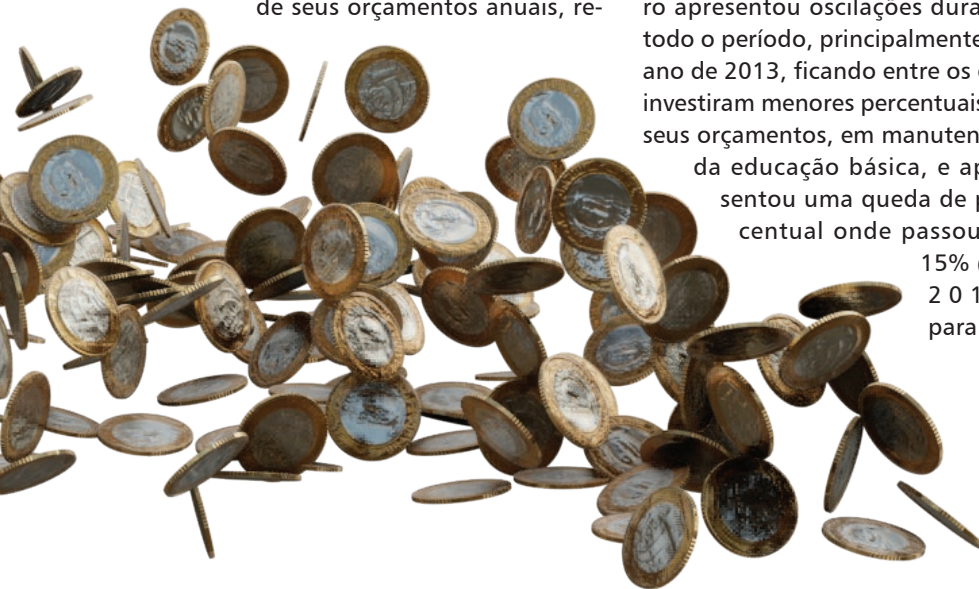 de seus orçamentos anuais, re-
ro apresentou oscilações dura
todo o período, principalmente
ano de 2013, ficando entre os
investiram menores percentuais
seus orçamentos, em manuten
da educação básica, e ap
sentou uma queda de p
centual onde passou
15%
2 0 1
para